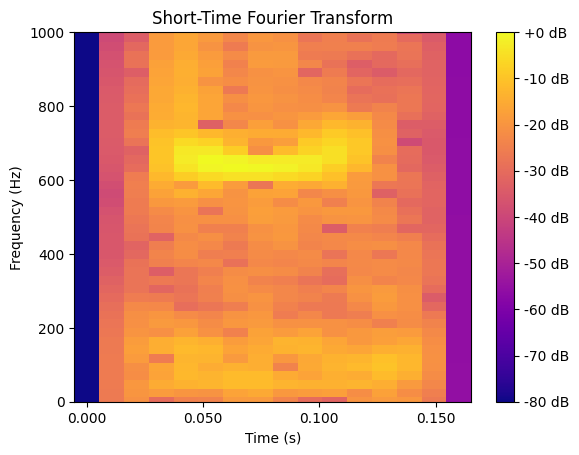 Short-Time Fourier Transform
1000
800
600
400
200
0
Frequency (Hz)
0.000
0.050
0.100
0.150
Time (s)
+0 dB
-10 dB
-20 dB
-30 dB
-40 dB
-50 dB
-60 dB
-70 dB
-80 dB